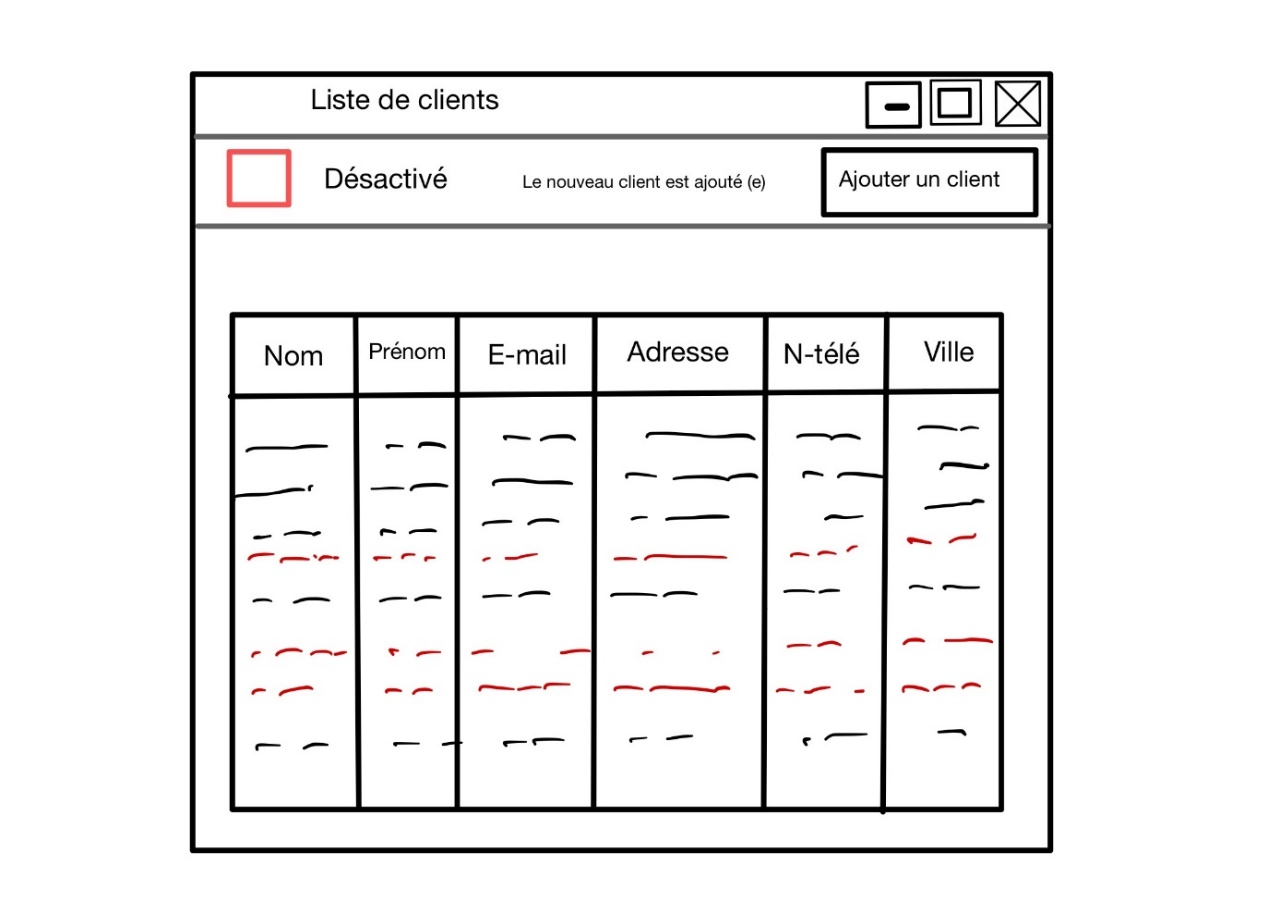 Liste de clients
Désactivé
Le nouveau client est ajouté (e)
Ajouter un client
Nom
Prénom
E-mail
Adresse
N-télé
Ville